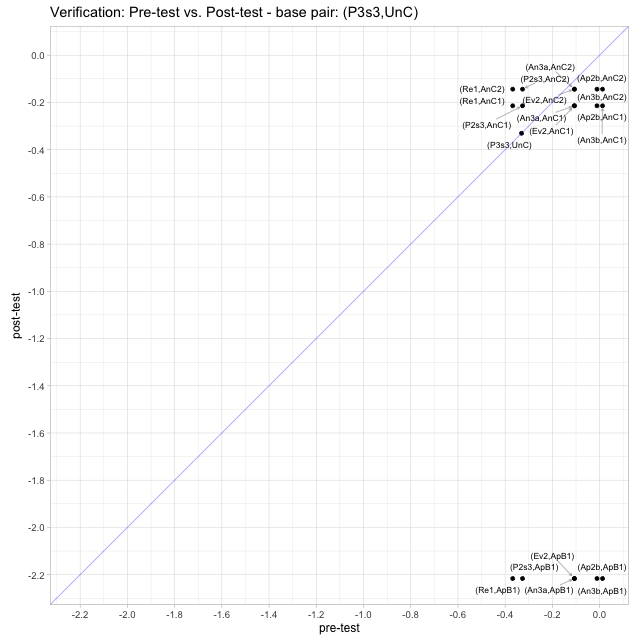 Verification: Pre-test vs. Post-test - base pair: (P3s3,UnC)
0.0
-0.2
-0.4
-0.6
-0.8
-1.0
-1.2
-1.4
-1.6
-1.8
-2.0
-2.2
post-test
(An3a,AnC2)
(P2s3,AnC2)
(Ap2b,AnC2)
(Re1,AnC2)
(An3b,AnC2)
(Re1,AnC1)
(Ev2,AnC2)
(An3a,AnC1)
(Ap2b,AnC1)
(P2s3,AnC1)
(Ev2,AnC1)
(An3b,AnC1)
(P3s3,UnC)
(Ev2,ApB1)
(P2s3,ApB1)
(Ap2b,ApB1)
(Re1,ApB1)
(An3a,ApB1)
(An3b,ApB1)
-2.2 -2.0 -1.8 -1.6 -1.4 -1.2 -1.0 -0.8 -0.6 -0.4 -0.2 0.0
pre-test